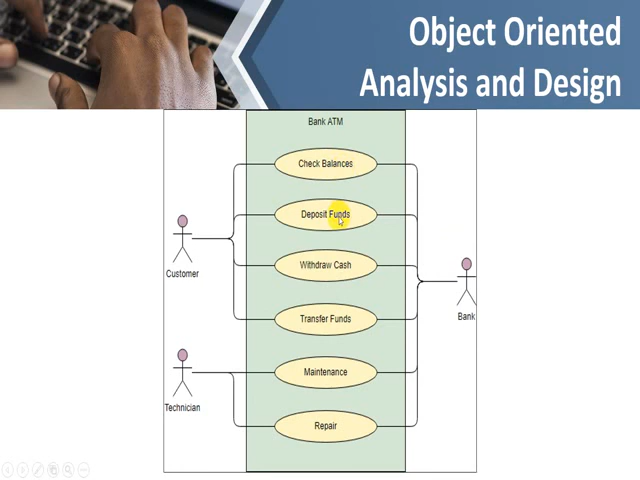 Object Oriented
Analysis and Design
Bank ATM
Check Balances
Deposit Funds
Withdraw Cash
Customer
Transfer Funds
Bank
Maintenance
Technician
Repair